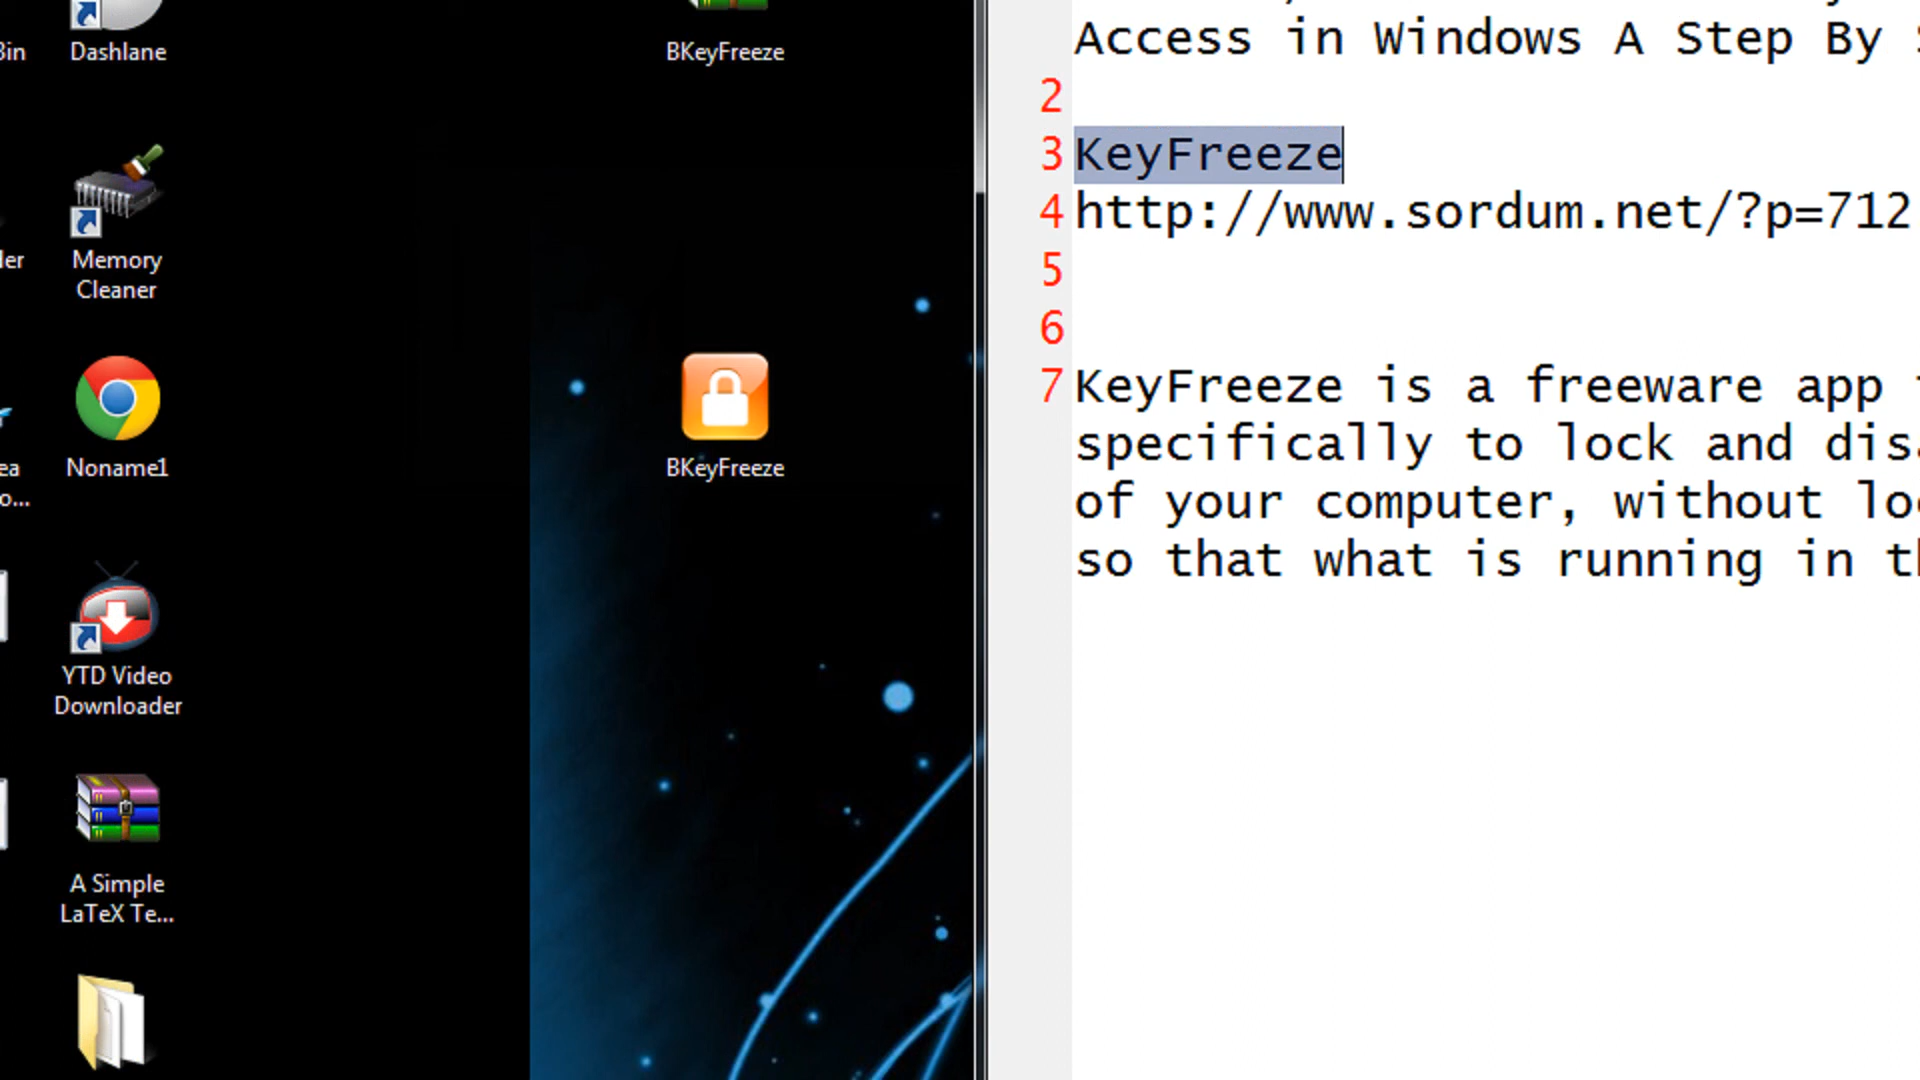 Bin
Dashlane
BKeyFreeze
Memory
Cleaner
Noname1
BKeyFreeze
YTD Video
Downloader
A Simple
LaTeX Te...
Access in Windows A Step By
2
3 KeyFreeze
4 http://www.sordum.net/?p=712
5
6
7 KeyFreeze is a freeware app
specifically to lock and dis
of your computer, without lo
so that what is running in t